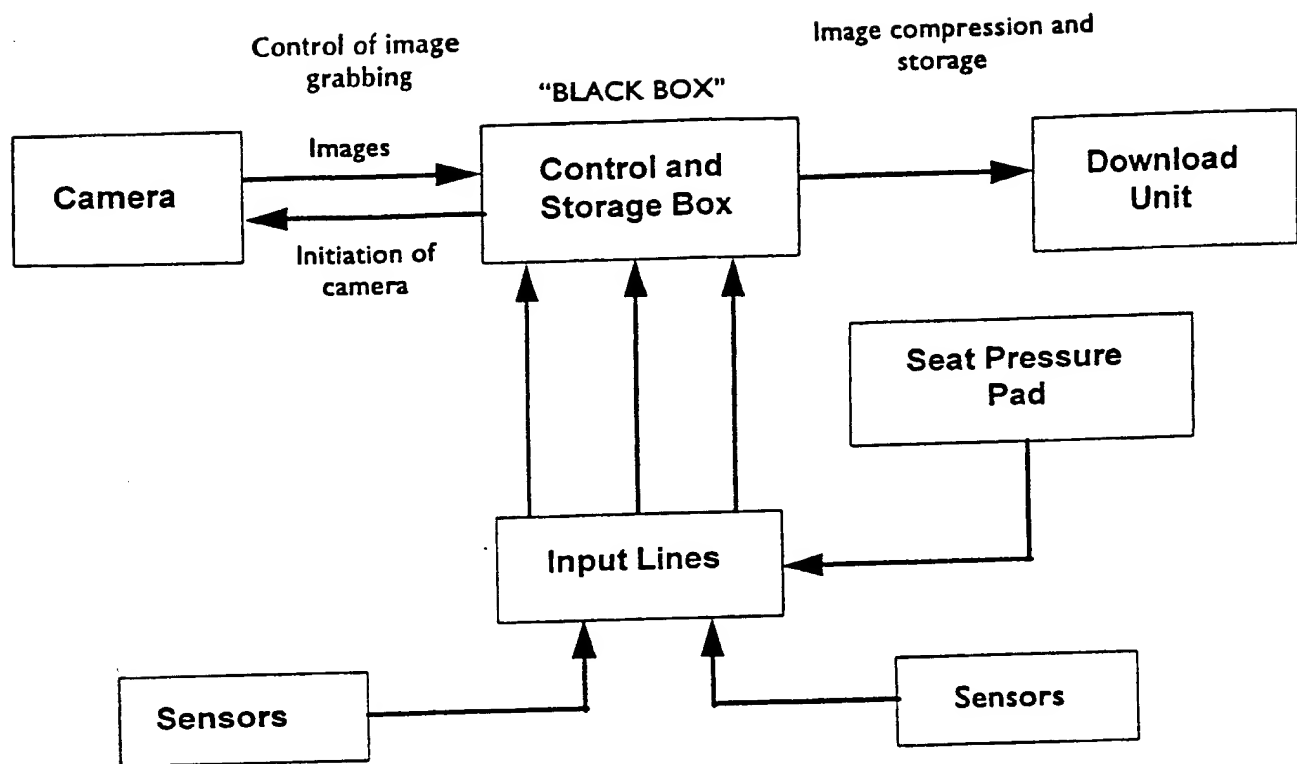 Control of image
grabbing
Image compression and
storage
"BLACK BOX"
Camera
Images
Initiation of
camera
Control and
Storage Box
Download
Unit
Seat Pressure
Pad
Input Lines
Sensors
Sensors